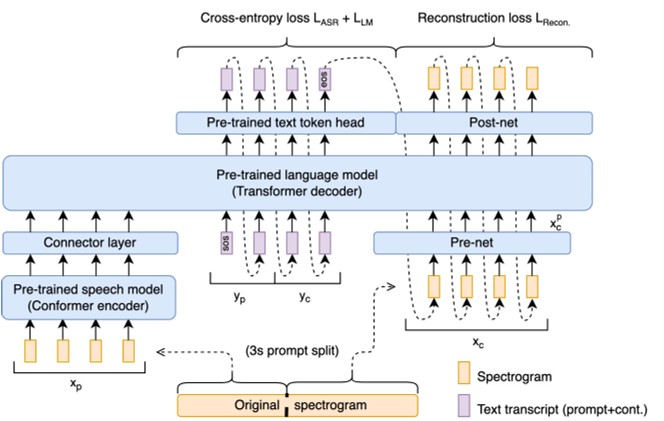 Cross-entropy loss L_ASR + L_LM
Reconstruction loss L_Recon.
eos
Pre-trained text token head
Post-net
Pre-trained language model
(Transformer decoder)
x_c^p
Connector layer
sos
Pre-net
Pre-trained speech model
(Conformer encoder)
y_p
y_c
x_c
(3s prompt split)
x_p
Spectrogram
Original spectrogram
Text transcript (prompt+cont.)